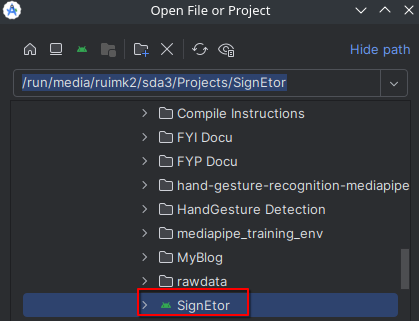 Open File or Project
Hide path
/run/media/ruimk2/sda3/Projects/SignEtor
Compile Instructions
FYI Docu
FYP Docu
hand-gesture-recognition-mediapipe
HandGesture Detection
mediapipe_training_env
MyBlog
rawdata
SignEtor